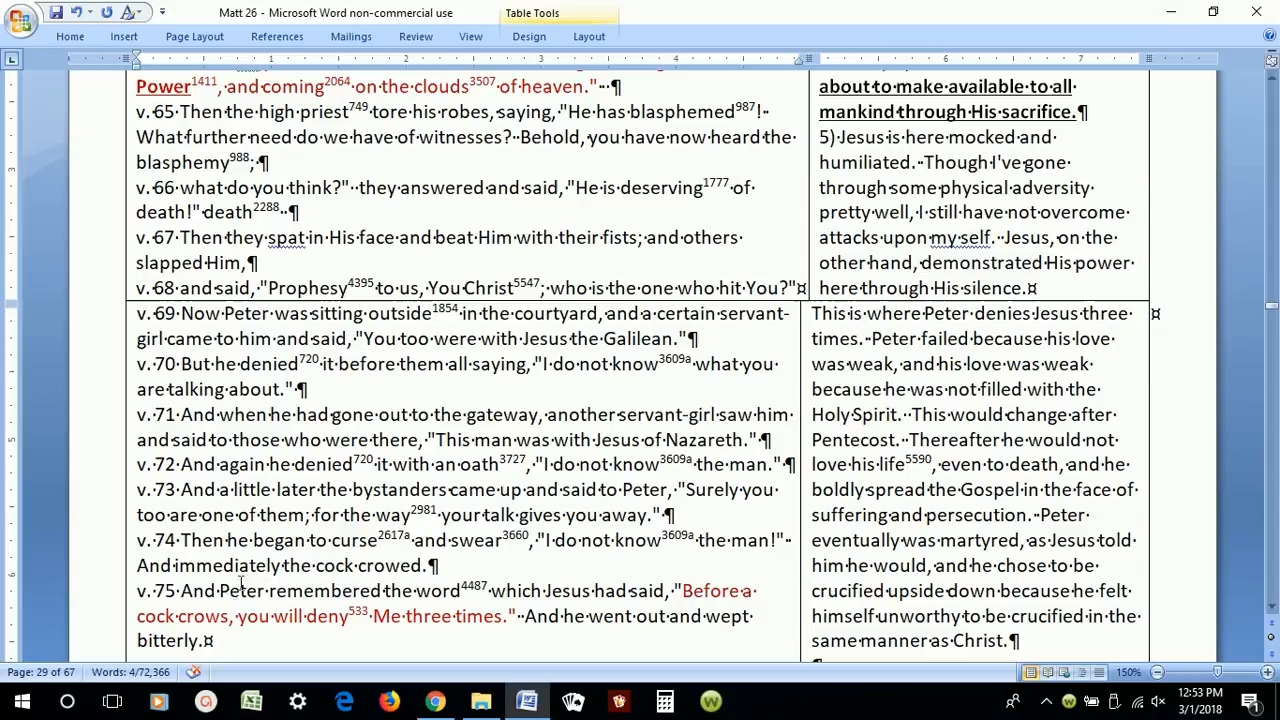 Matt 26 - Microsoft Word non-commercial use
Table Tools
Home Insert Page Layout References Mailings Review View Design Layout
1 2 3 4 5 6 7
Power1411, and coming2064 on the clouds3507 of heaven." ¶
v. 65 Then the high priest749 tore his robes, saying, "He has blasphemed987!
What further need do we have of witnesses? Behold, you have now heard the
blasphemy988; ¶
v. 66 what do you think?" they answered and said, "He is deserving1777 of
death!" death2288 ¶
v. 67 Then they spat in His face and beat Him with their fists; and others
slapped Him,¶
v. 68 and said, "Prophesy4395 to us, You Christ5547; who is the one who hit You?"¤
about to make available to all
mankind through His sacrifice.¶
5) Jesus is here mocked and
humiliated. Though I've gone
through some physical adversity
pretty well, I still have not overcome
attacks upon my self. Jesus, on the
other hand, demonstrated His power
here through His silence.¤
v. 69 Now Peter was sitting outside1854 in the courtyard, and a certain servant-
girl came to him and said, "You too were with Jesus the Galilean."¶
v. 70 But he denied720 it before them all saying, "I do not know3609a what you
are talking about." ¶
v. 71 And when he had gone out to the gateway, another servant-girl saw him
and said to those who were there, "This man was with Jesus of Nazareth." ¶
v. 72 And again he denied720 it with an oath3727, "I do not know3609a the man." ¶
v. 73 And a little later the bystanders came up and said to Peter, "Surely you
too are one of them; for the way2981 your talk gives you away." ¶
v. 74 Then he began to curse2617a and swear3660, "I do not know3609a the man!"
And immediately the cock crowed.¶
v. 75 And Peter remembered the word4487 which Jesus had said, "Before a
cock crows, you will deny533 Me three times." And he went out and wept
bitterly.¤
This is where Peter denies Jesus three
times. Peter failed because his love
was weak, and his love was weak
because he was not filled with the
Holy Spirit. This would change after
Pentecost. Thereafter he would not
love his life5590, even to death, and he
boldly spread the Gospel in the face of
suffering and persecution. Peter
eventually was martyred, as Jesus told
him he would, and he chose to be
crucified upside down because he felt
himself unworthy to be crucified in the
same manner as Christ.¶
¤
Page: 29 of 67 Words: 4/72,366 150%
12:53 PM
3/1/2018